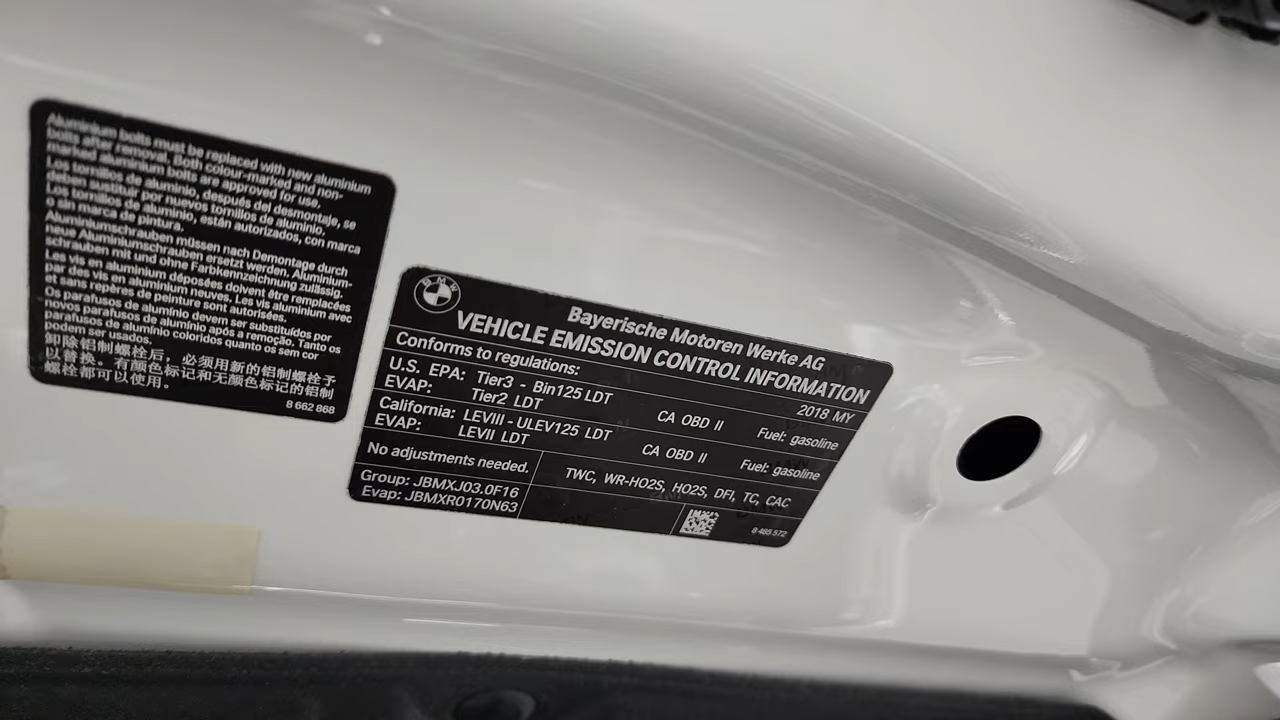 Aluminium bolts must be replaced with new aluminium
bolts after removal. Both colour-marked and non-
marked aluminium bolts are approved for use.
Los tornillos de aluminio, después del desmontaje, se
deben sustituir por nuevos tornillos de aluminio.
Los tornillos de aluminio, están autorizados, con marca
o sin marca de pintura.
Aluminiumschrauben müssen nach Demontage durch
neue Aluminiumschrauben ersetzt werden. Aluminium-
schrauben mit und ohne Farbkennzeichnung zulässig.
Les vis en aluminium déposées doivent être remplacées
par des vis en aluminium neuves. Les vis aluminium avec
et sans repères de peinture sont autorisées.
Os parafusos de alumínio devem ser substituídos por
novos parafusos de alumínio após a remoção. Tanto os
parafusos de alumínio coloridos quanto os sem cor
podem ser usados.
卸除铝制螺栓后，必须用新的铝制螺栓予
以替换。有颜色标记和无颜色标记的铝制
螺栓都可以使用。
8 662 868
BMW
Bayerische Motoren Werke AG
VEHICLE EMISSION CONTROL INFORMATION
Conforms to regulations: 2018 MY
U.S. EPA: Tier3 - Bin125 LDT CA OBD II Fuel: gasoline
EVAP: Tier2 LDT
California: LEVIII - ULEV125 LDT CA OBD II Fuel: gasoline
EVAP: LEVII LDT
No adjustments needed. TWC, WR-HO2S, HO2S, DFI, TC, CAC
Group: JBMXJ03.0F16
Evap: JBMXR0170N63
8 485 572